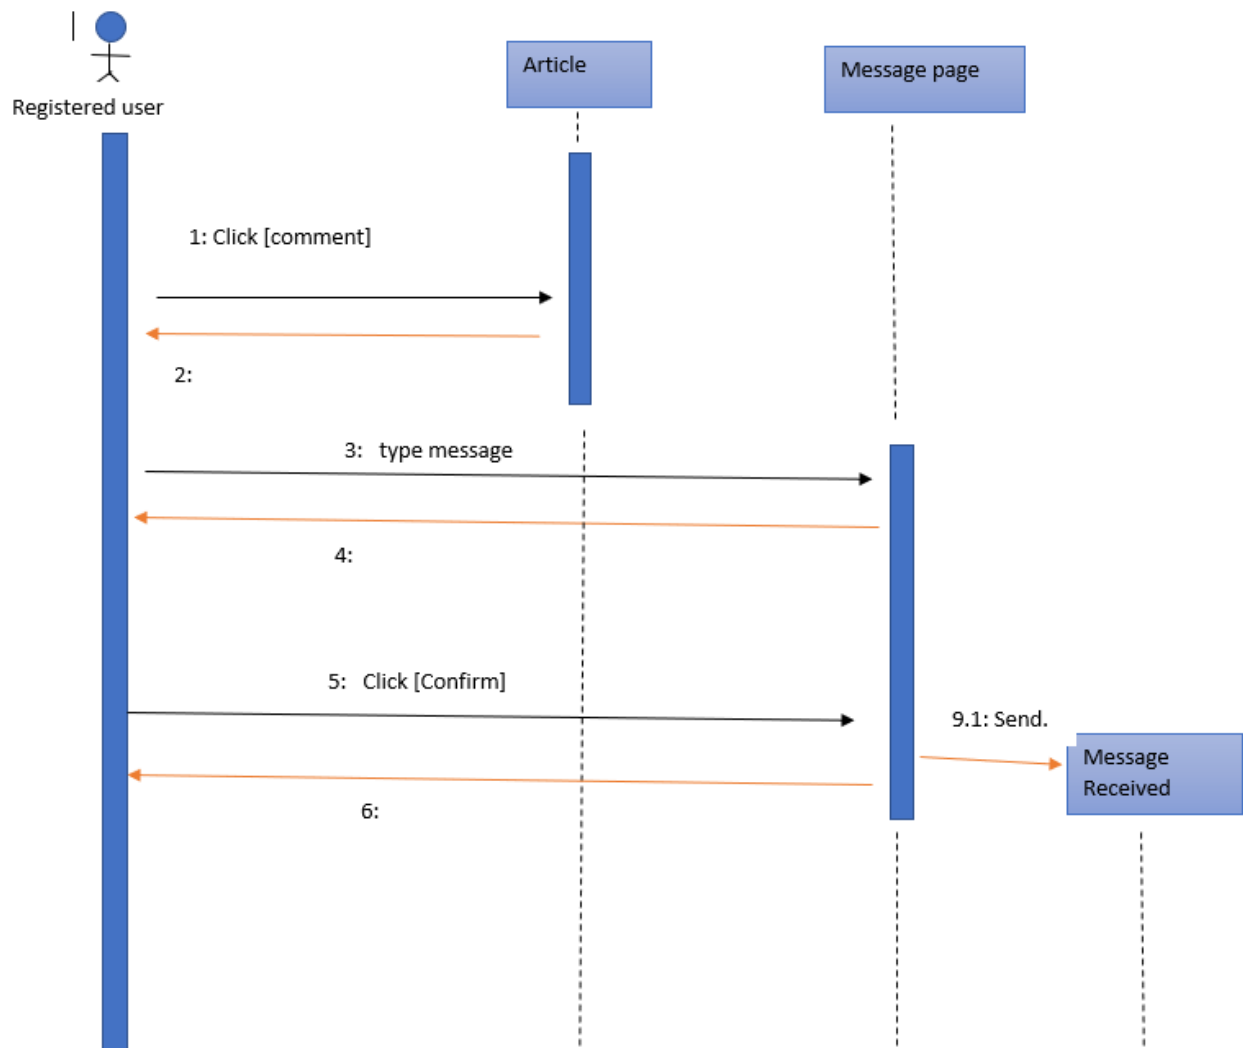 Registered user
Article
Message page
1: Click [comment]
2:
3: type message
4:
5: Click [Confirm]
9.1: Send.
Message
Received
6: